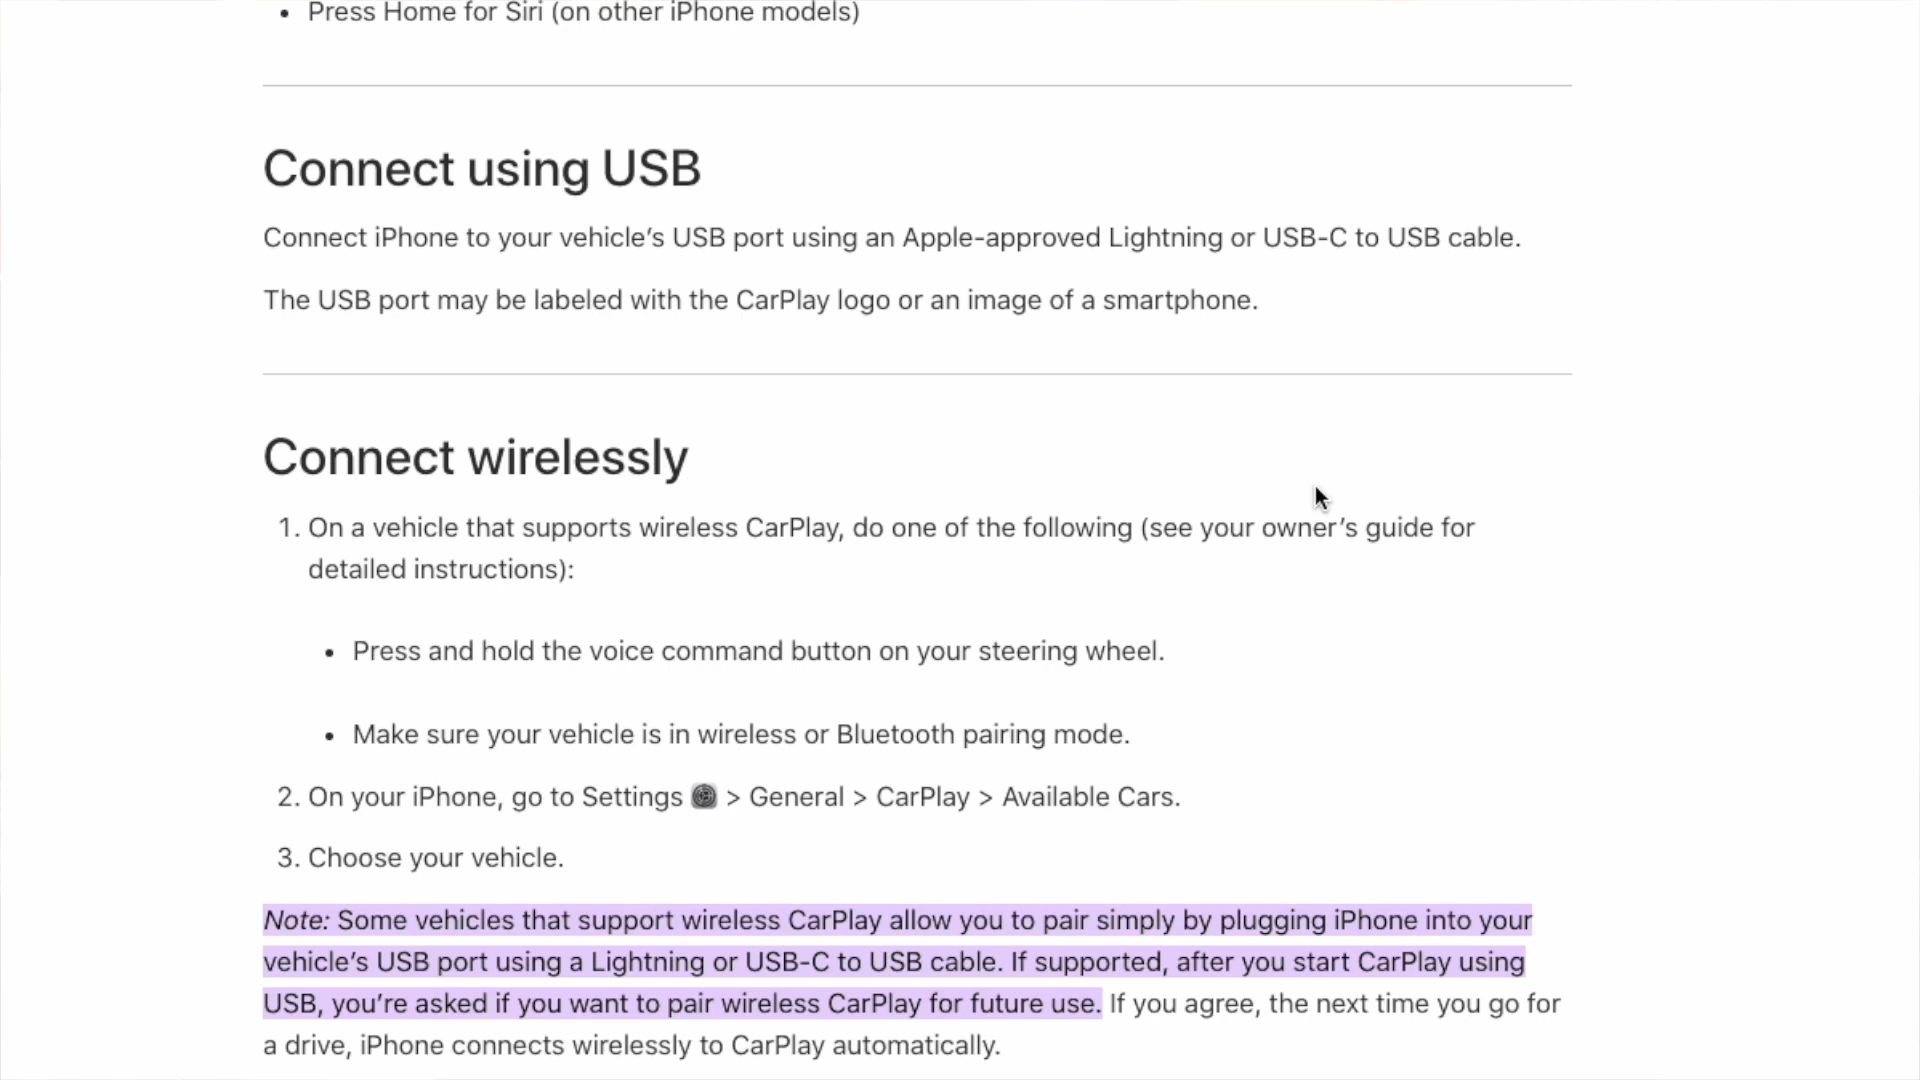 • Press Home for Siri (on other iPhone models)
Connect using USB
Connect iPhone to your vehicle’s USB port using an Apple-approved Lightning or USB-C to USB cable.
The USB port may be labeled with the CarPlay logo or an image of a smartphone.
Connect wirelessly
1. On a vehicle that supports wireless CarPlay, do one of the following (see your owner’s guide for
detailed instructions):
• Press and hold the voice command button on your steering wheel.
• Make sure your vehicle is in wireless or Bluetooth pairing mode.
2. On your iPhone, go to Settings > General > CarPlay > Available Cars.
3. Choose your vehicle.
Note: Some vehicles that support wireless CarPlay allow you to pair simply by plugging iPhone into your
vehicle’s USB port using a Lightning or USB-C to USB cable. If supported, after you start CarPlay using
USB, you’re asked if you want to pair wireless CarPlay for future use. If you agree, the next time you go for
a drive, iPhone connects wirelessly to CarPlay automatically.